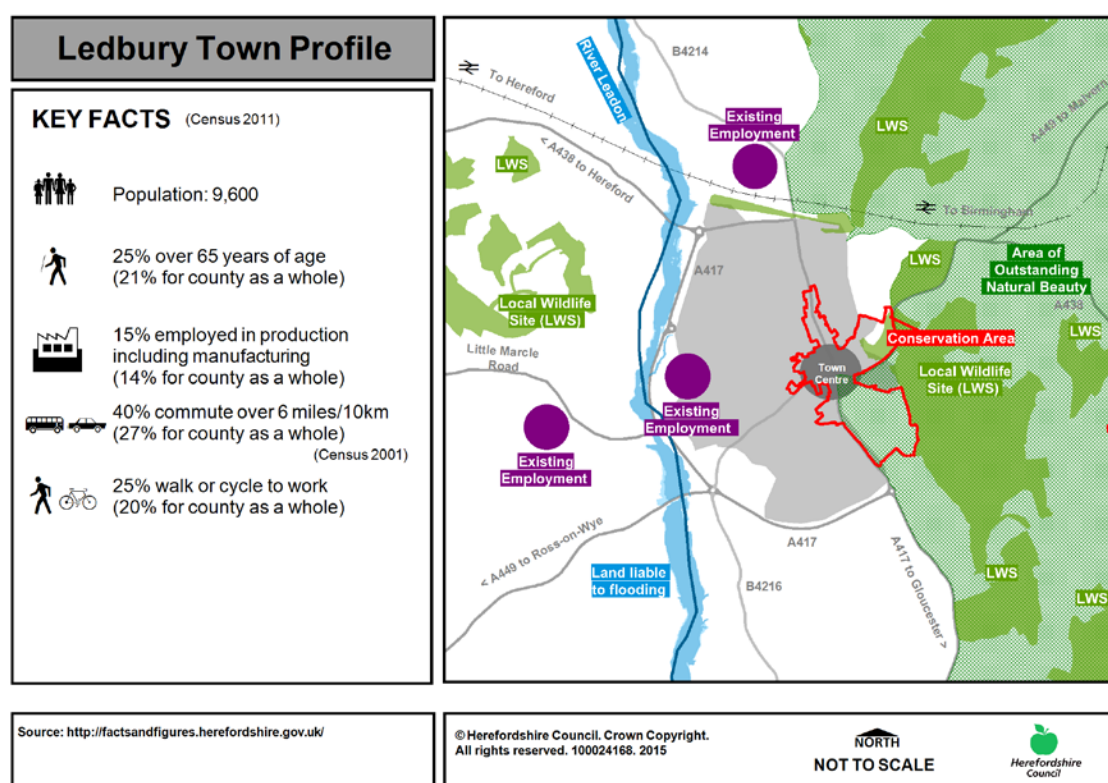 Ledbury Town Profile
KEY FACTS (Census 2011)
Population: 9,600
25% over 65 years of age
(21% for county as a whole)
15% employed in production
including manufacturing
(14% for county as a whole)
40% commute over 6 miles/10km
(27% for county as a whole)
(Census 2001)
25% walk or cycle to work
(20% for county as a whole)
River Leadon
B4214
To Hereford
< A438 to Hereford
Existing
Employment
LWS
A449 to Malvern
LWS
To Birmingham
LWS
Area of
Outstanding
Natural Beauty
A417
A438
Local Wildlife
Site (LWS)
LWS
Conservation Area
Little Marcle
Road
Town
Centre
Local Wildlife
Site (LWS)
Existing
Employment
Existing
Employment
< A449 to Ross-on-Wye
A417
A417 to Gloucester >
Land liable
to flooding
B4216
LWS
LWS
Source: http://factsandfigures.herefordshire.gov.uk/
© Herefordshire Council. Crown Copyright.
All rights reserved. 100024168. 2015
NORTH
NOT TO SCALE
Herefordshire
Council